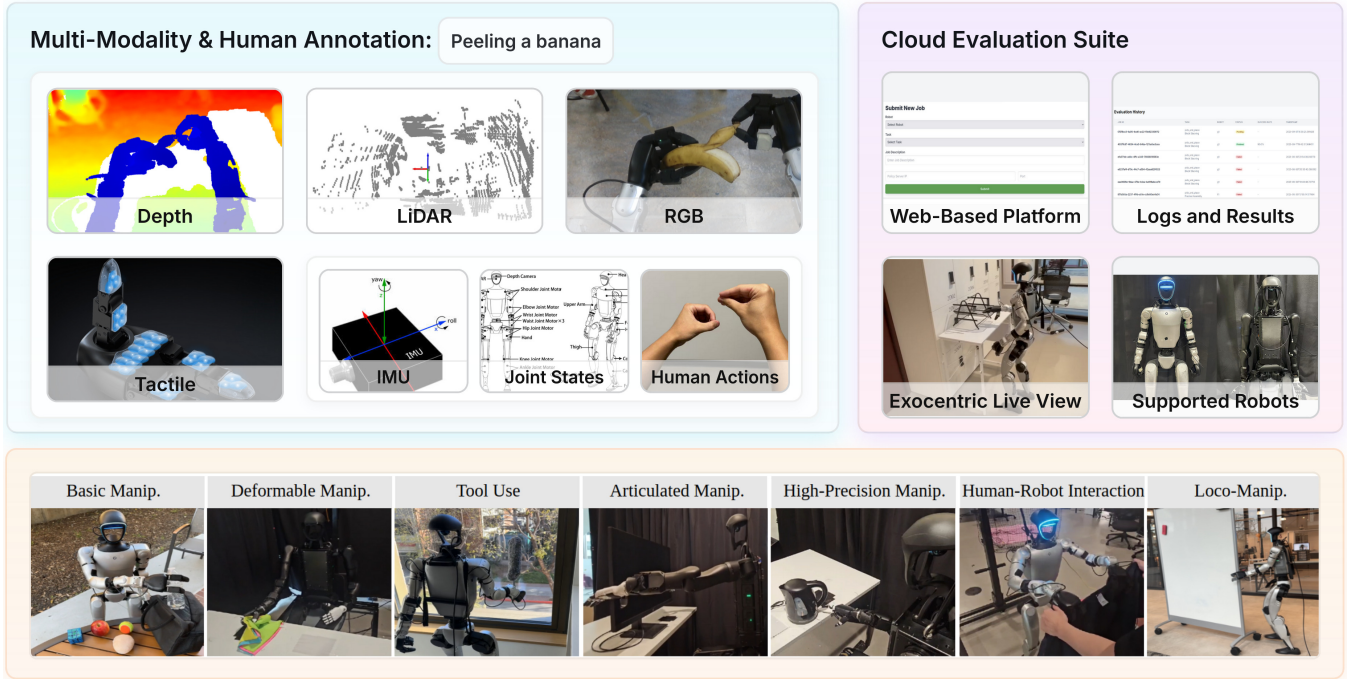 Multi-Modality & Human Annotation: Peeling a banana
Depth
LiDAR
RGB
Tactile
yaw
z
roll
IMU
IMU
Depth Camera
Shoulder Joint Motor
Elbow Joint Motor
Wrist Joint Motor
Waist Joint Motor×3
Hip Joint Motor
Hand
Knee Joint Motor
Upper Arm
Thigh
Joint States
Human Actions
Cloud Evaluation Suite
Submit New Job
Web-Based Platform
Evaluation History
Logs and Results
Exocentric Live View
Supported Robots
Basic Manip.
Deformable Manip.
Tool Use
Articulated Manip.
High-Precision Manip.
Human-Robot Interaction
Loco-Manip.